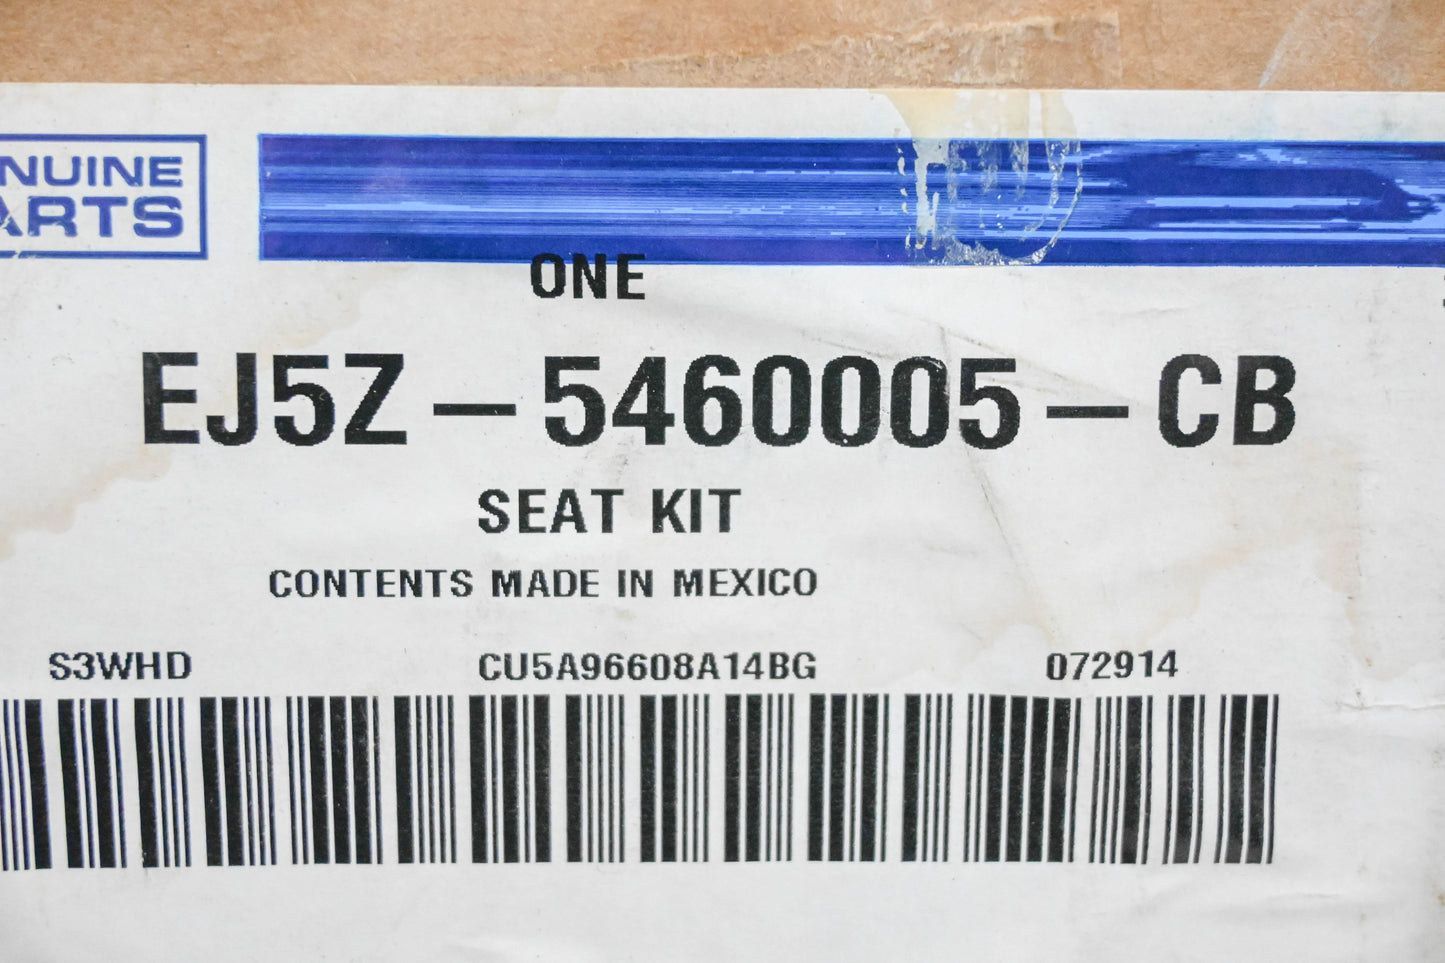 NUINE
ARTS
ONE
EJ5Z-5460005-CB
SEAT KIT
CONTENTS MADE IN MEXICO
S3WHD CU5A96608A14BG 072914